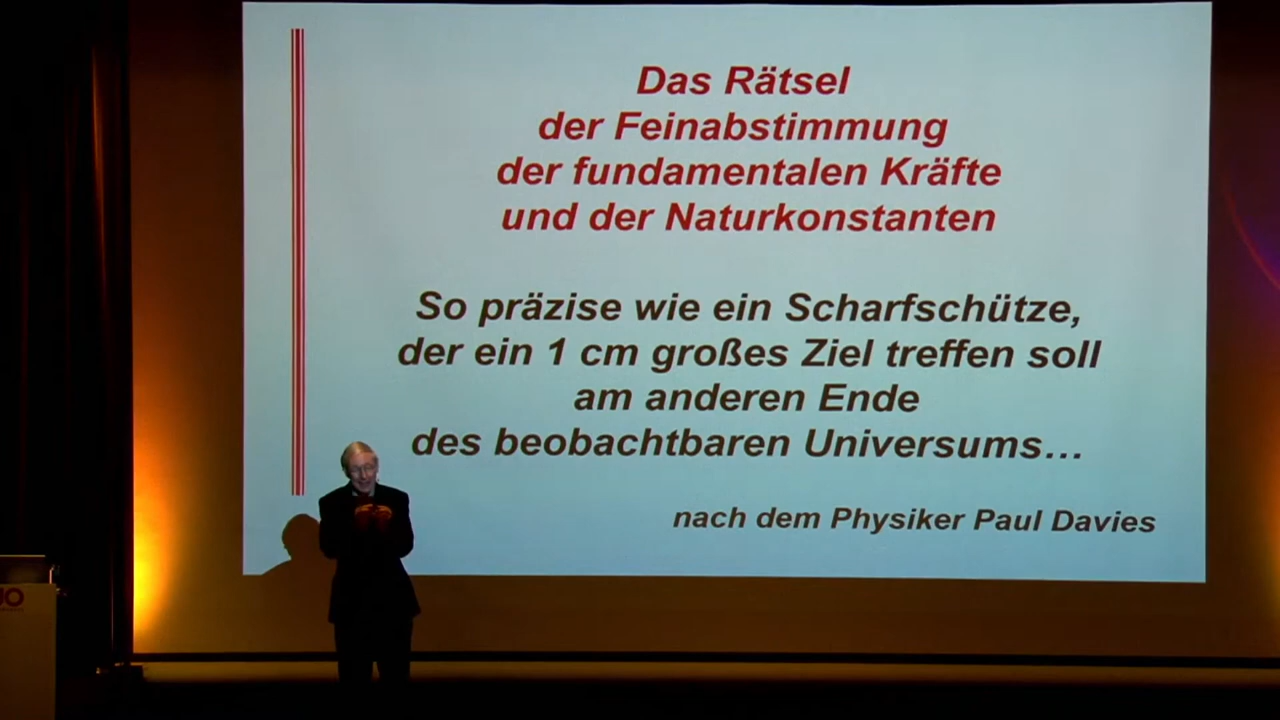 Das Rätsel
der Feinabstimmung
der fundamentalen Kräfte
und der Naturkonstanten
So präzise wie ein Scharfschütze,
der ein 1 cm großes Ziel treffen soll
am anderen Ende
des beobachtbaren Universums…
nach dem Physiker Paul Davies